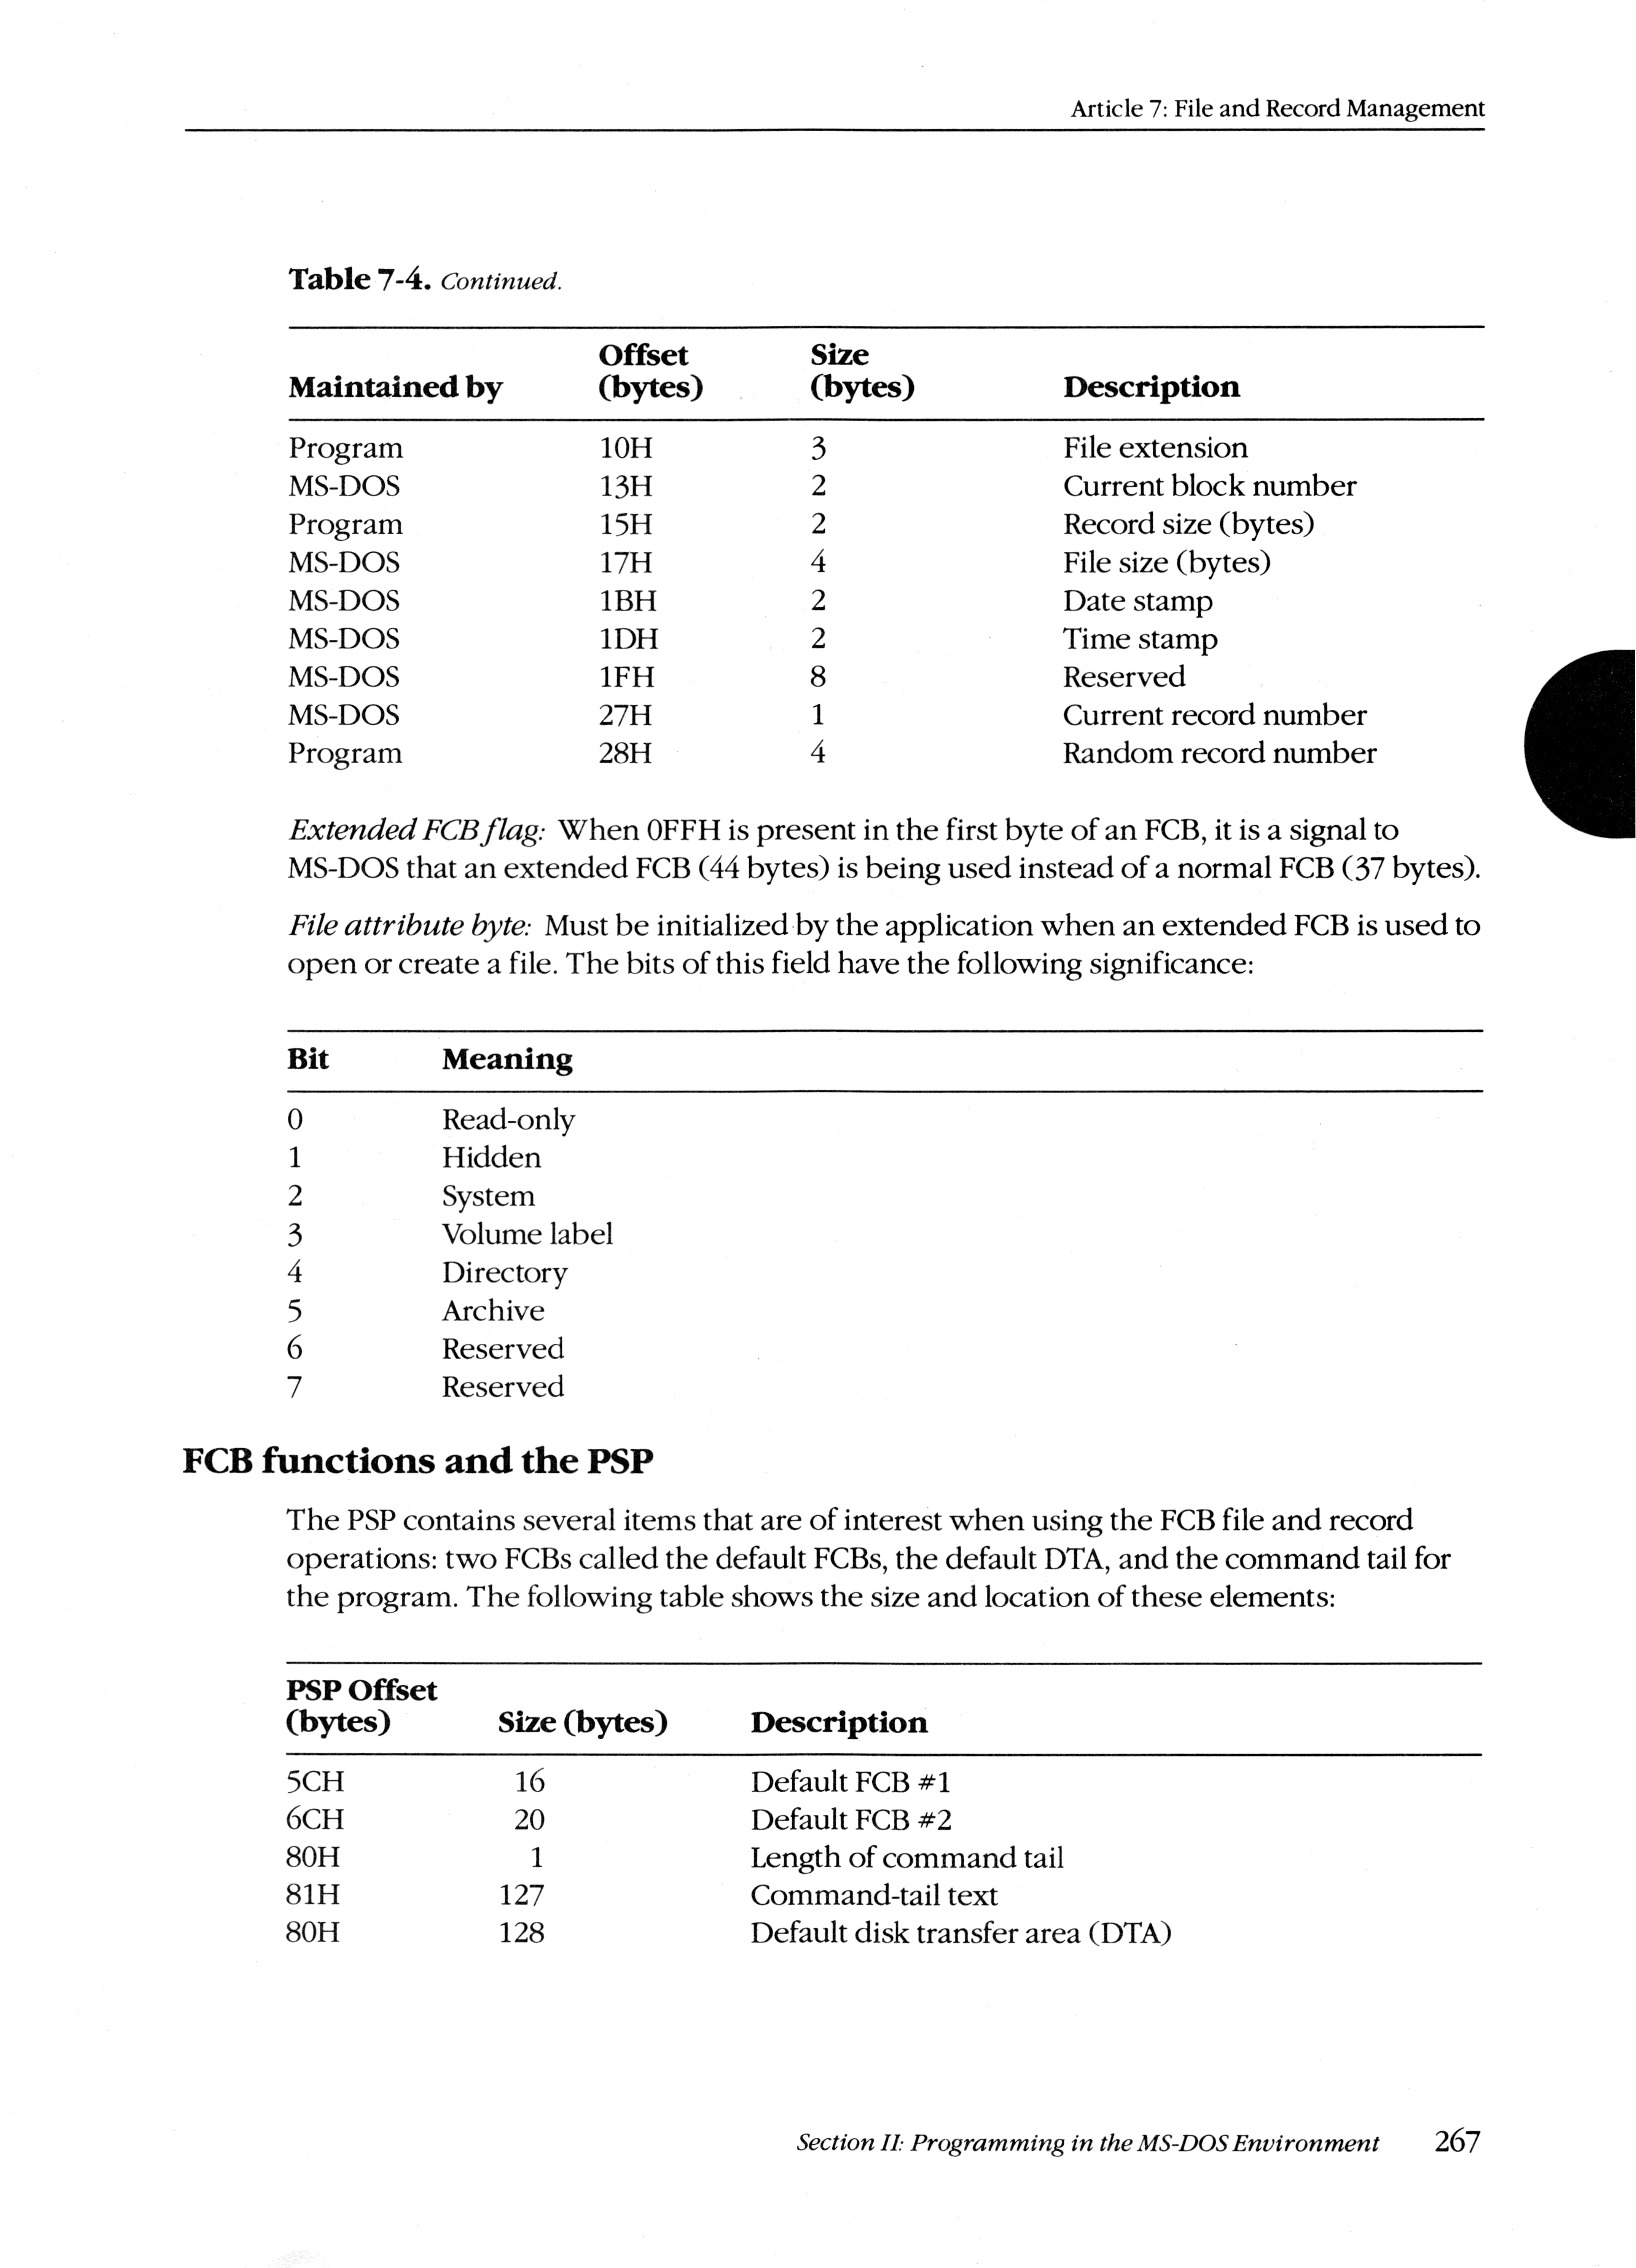 Article 7: File and Record Management
Table 7-4. Continued.
Maintained by Offset (bytes) Size (bytes) Description
Program 10H 3 File extension
MS-DOS 13H 2 Current block number
Program 15H 2 Record size (bytes)
MS-DOS 17H 4 File size (bytes)
MS-DOS 1BH 2 Date stamp
MS-DOS 1DH 2 Time stamp
MS-DOS 1FH 8 Reserved
MS-DOS 27H 1 Current record number
Program 28H 4 Random record number
Extended FCB flag: When 0FFH is present in the first byte of an FCB, it is a signal to
MS-DOS that an extended FCB (44 bytes) is being used instead of a normal FCB (37 bytes).
File attribute byte: Must be initialized by the application when an extended FCB is used to
open or create a file. The bits of this field have the following significance:
Bit Meaning
0 Read-only
1 Hidden
2 System
3 Volume label
4 Directory
5 Archive
6 Reserved
7 Reserved
FCB functions and the PSP
The PSP contains several items that are of interest when using the FCB file and record
operations: two FCBs called the default FCBs, the default DTA, and the command tail for
the program. The following table shows the size and location of these elements:
PSP Offset
(bytes) Size (bytes) Description
5CH 16 Default FCB #1
6CH 20 Default FCB #2
80H 1 Length of command tail
81H 127 Command-tail text
80H 128 Default disk transfer area (DTA)
Section II: Programming in the MS-DOS Environment 267